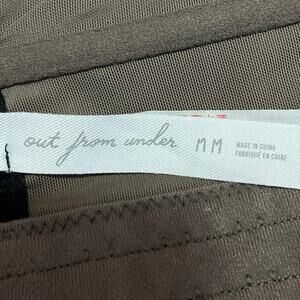 out from under M M MADE IN CHINA
FABRIQUÉ EN CHINE